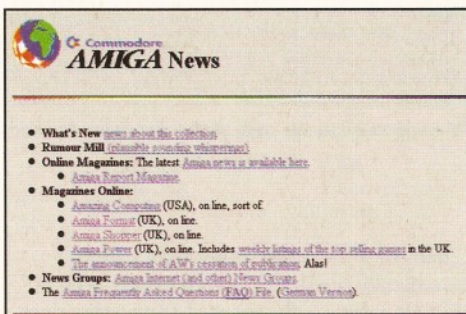 Commodore
AMIGA News
What's New news about this collection.
Rumour Mill (plausible sounding whisperings).
Online Magazines: The latest Amiga news is available here.
Amiga Report Magazine.
Magazines Online:
Amazing Computing (USA), on line, sort of.
Amiga Format (UK), on line.
Amiga Shopper (UK), on line.
Amiga Power (UK), on line. Includes weekly listings of the top selling games in the UK.
The announcement of AW's cessation of publication. Alas!
News Groups: Amiga Internet (and other) News Groups.
The Amiga Frequently Asked Questions (FAQ) File. (German Version).